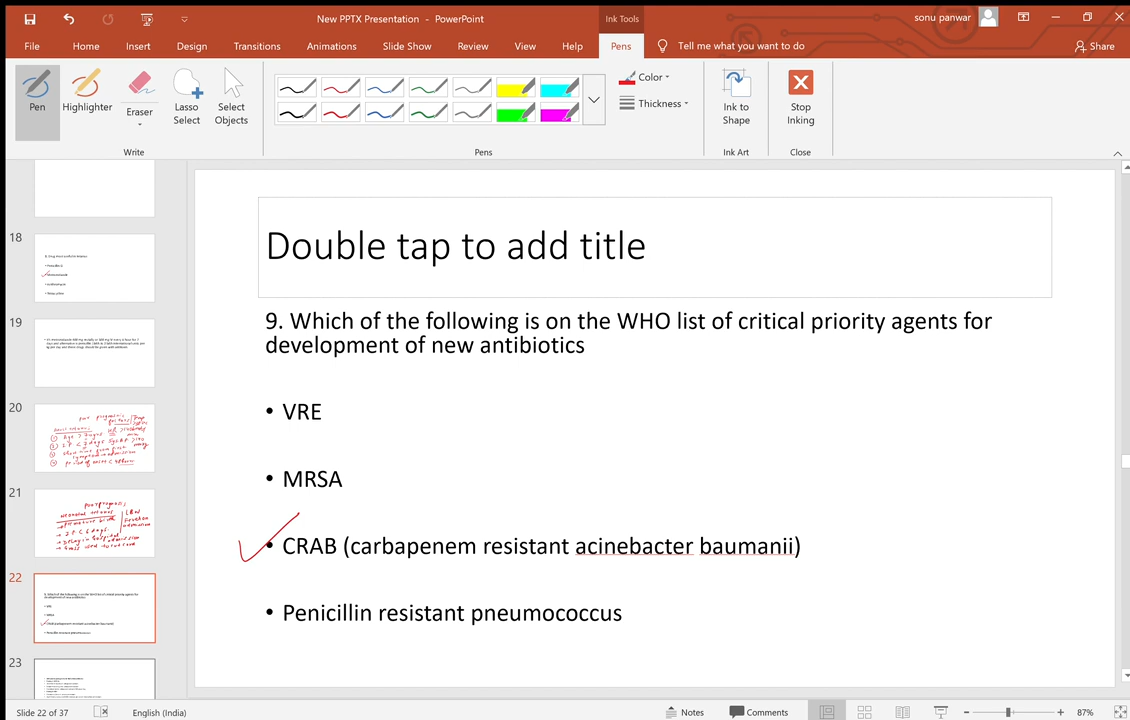 New PPTX Presentation - PowerPoint
Ink Tools
sonu panwar
File Home Insert Design Transitions Animations Slide Show Review View Help Pens Tell me what you want to do Share
Pen
Highlighter
Eraser
Lasso Select
Select Objects
Write
Pens
Color
Thickness
Ink to Shape
Ink Art
Stop Inking
Close
18
19
20
21
22
23
Double tap to add title
9. Which of the following is on the WHO list of critical priority agents for
development of new antibiotics
• VRE
• MRSA
• CRAB (carbapenem resistant acinebacter baumanii)
• Penicillin resistant pneumococcus
Slide 22 of 37 English (India) Notes Comments 87%